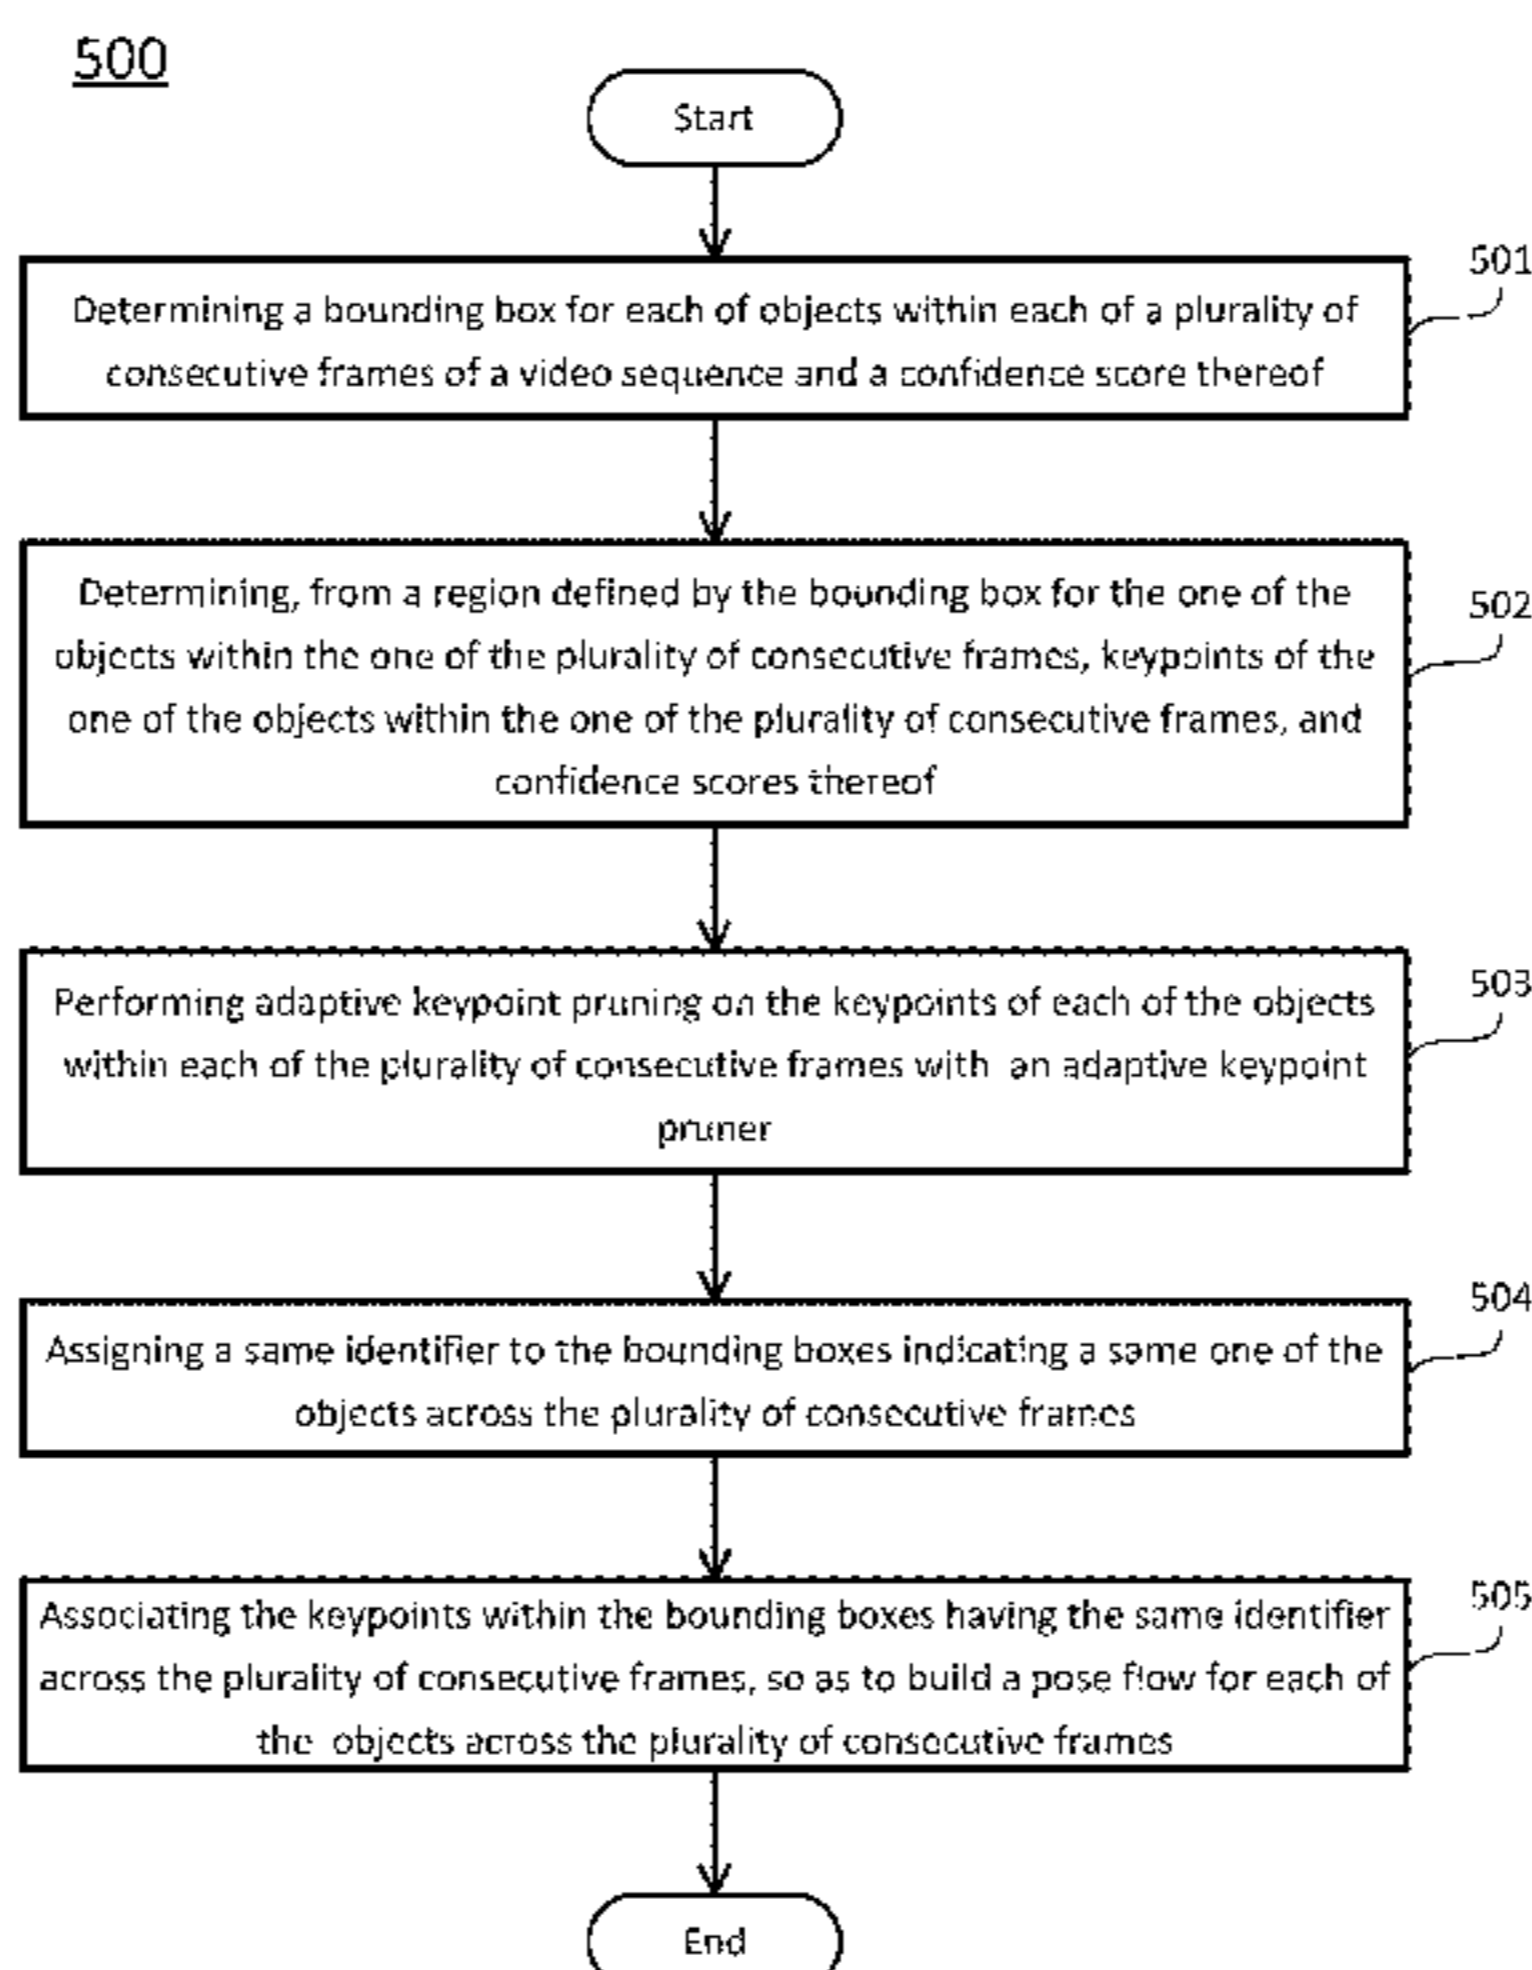 500
Start
501
Determining a bounding box for each of objects within each of a plurality of
consecutive frames of a video sequence and a confidence score thereof
502
Determining, from a region defined by the bounding box for the one of the
objects within the one of the plurality of consecutive frames, keypoints of the
one of the objects within the one of the plurality of consecutive frames, and
confidence scores thereof
503
Performing adaptive keypoint pruning on the keypoints of each of the objects
within each of the plurality of consecutive frames with an adaptive keypoint
pruner
504
Assigning a same identifier to the bounding boxes indicating a same one of the
objects across the plurality of consecutive frames
505
Associating the keypoints within the bounding boxes having the same identifier
across the plurality of consecutive frames, so as to build a pose flow for each of
the objects across the plurality of consecutive frames
End